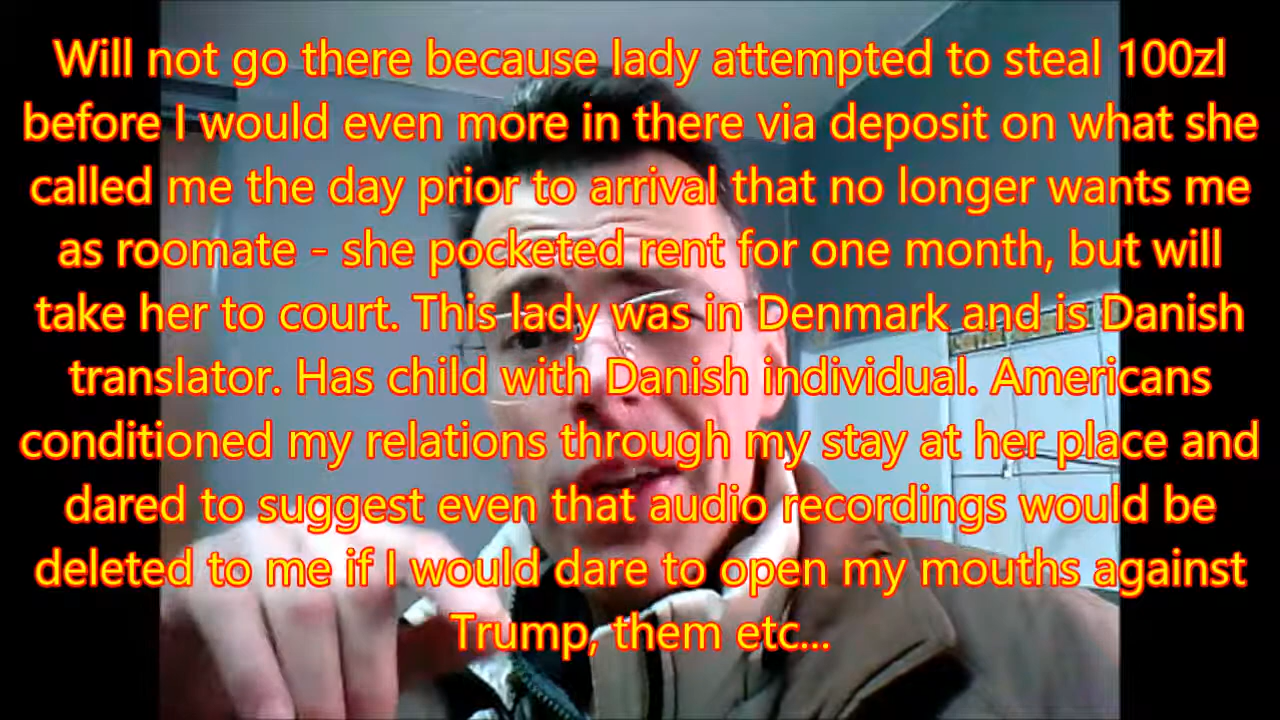 Will not go there because lady attempted to steal 100zl
before I would even more in there via deposit on what she
called me the day prior to arrival that no longer wants me
as roomate - she pocketed rent for one month, but will
take her to court. This lady was in Denmark and is Danish
translator. Has child with Danish individual. Americans
conditioned my relations through my stay at her place and
dared to suggest even that audio recordings would be
deleted to me if I would dare to open my mouths against
Trump, them etc...